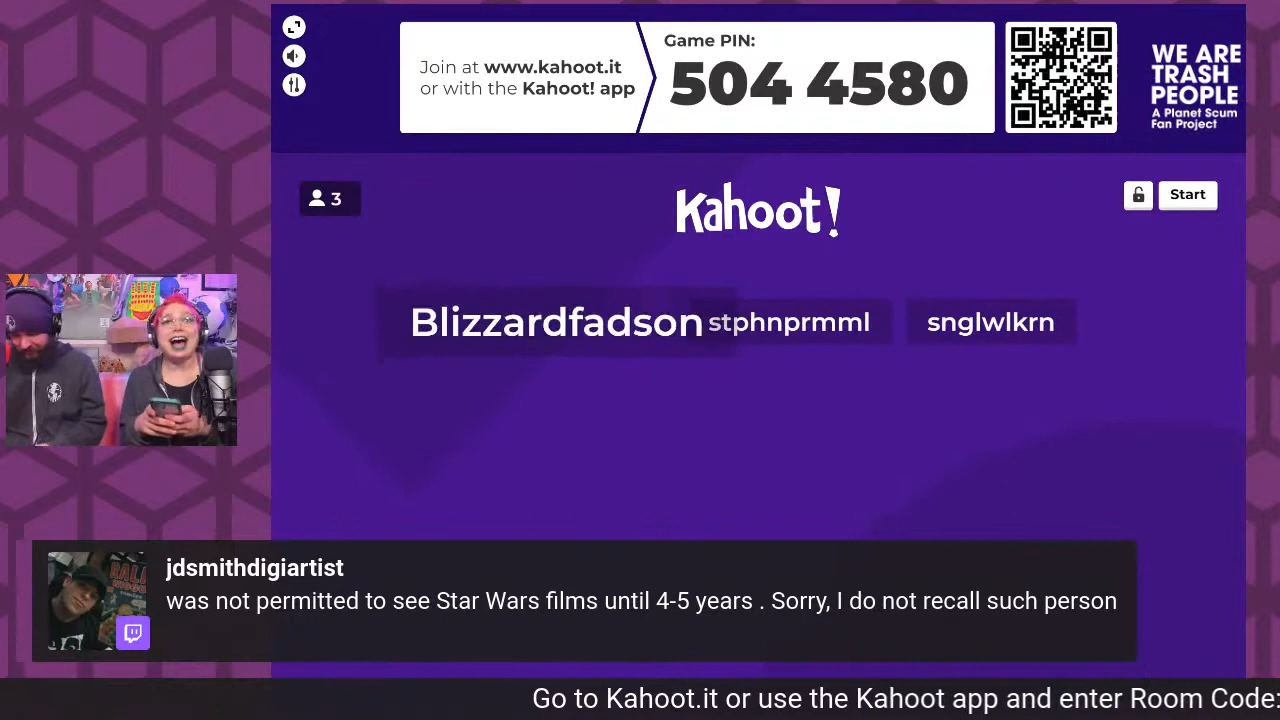 Join at www.kahoot.it
or with the Kahoot! app
Game PIN:
504 4580
WE ARE
TRASH
PEOPLE
A Planet Scum
Fan Project
3
Kahoot!
Start
Blizzardfadson
stphnprmml
snglwlkrn
jdsmithdigiartist
was not permitted to see Star Wars films until 4-5 years . Sorry, I do not recall such person
Go to Kahoot.it or use the Kahoot app and enter Room Code: